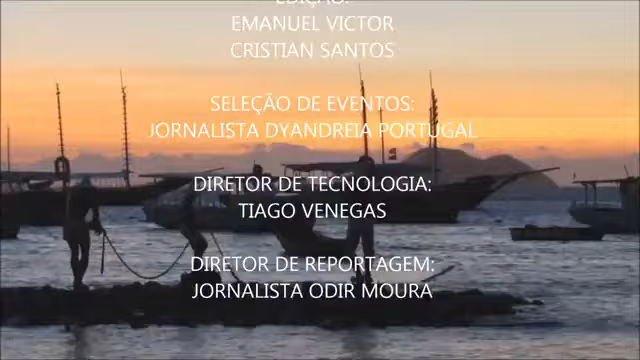 EDIÇÃO:
EMANUEL VICTOR
CRISTIAN SANTOS
SELEÇÃO DE EVENTOS:
JORNALISTA DYANDREIA PORTUGAL
DIRETOR DE TECNOLOGIA:
TIAGO VENEGAS
DIRETOR DE REPORTAGEM:
JORNALISTA ODIR MOURA